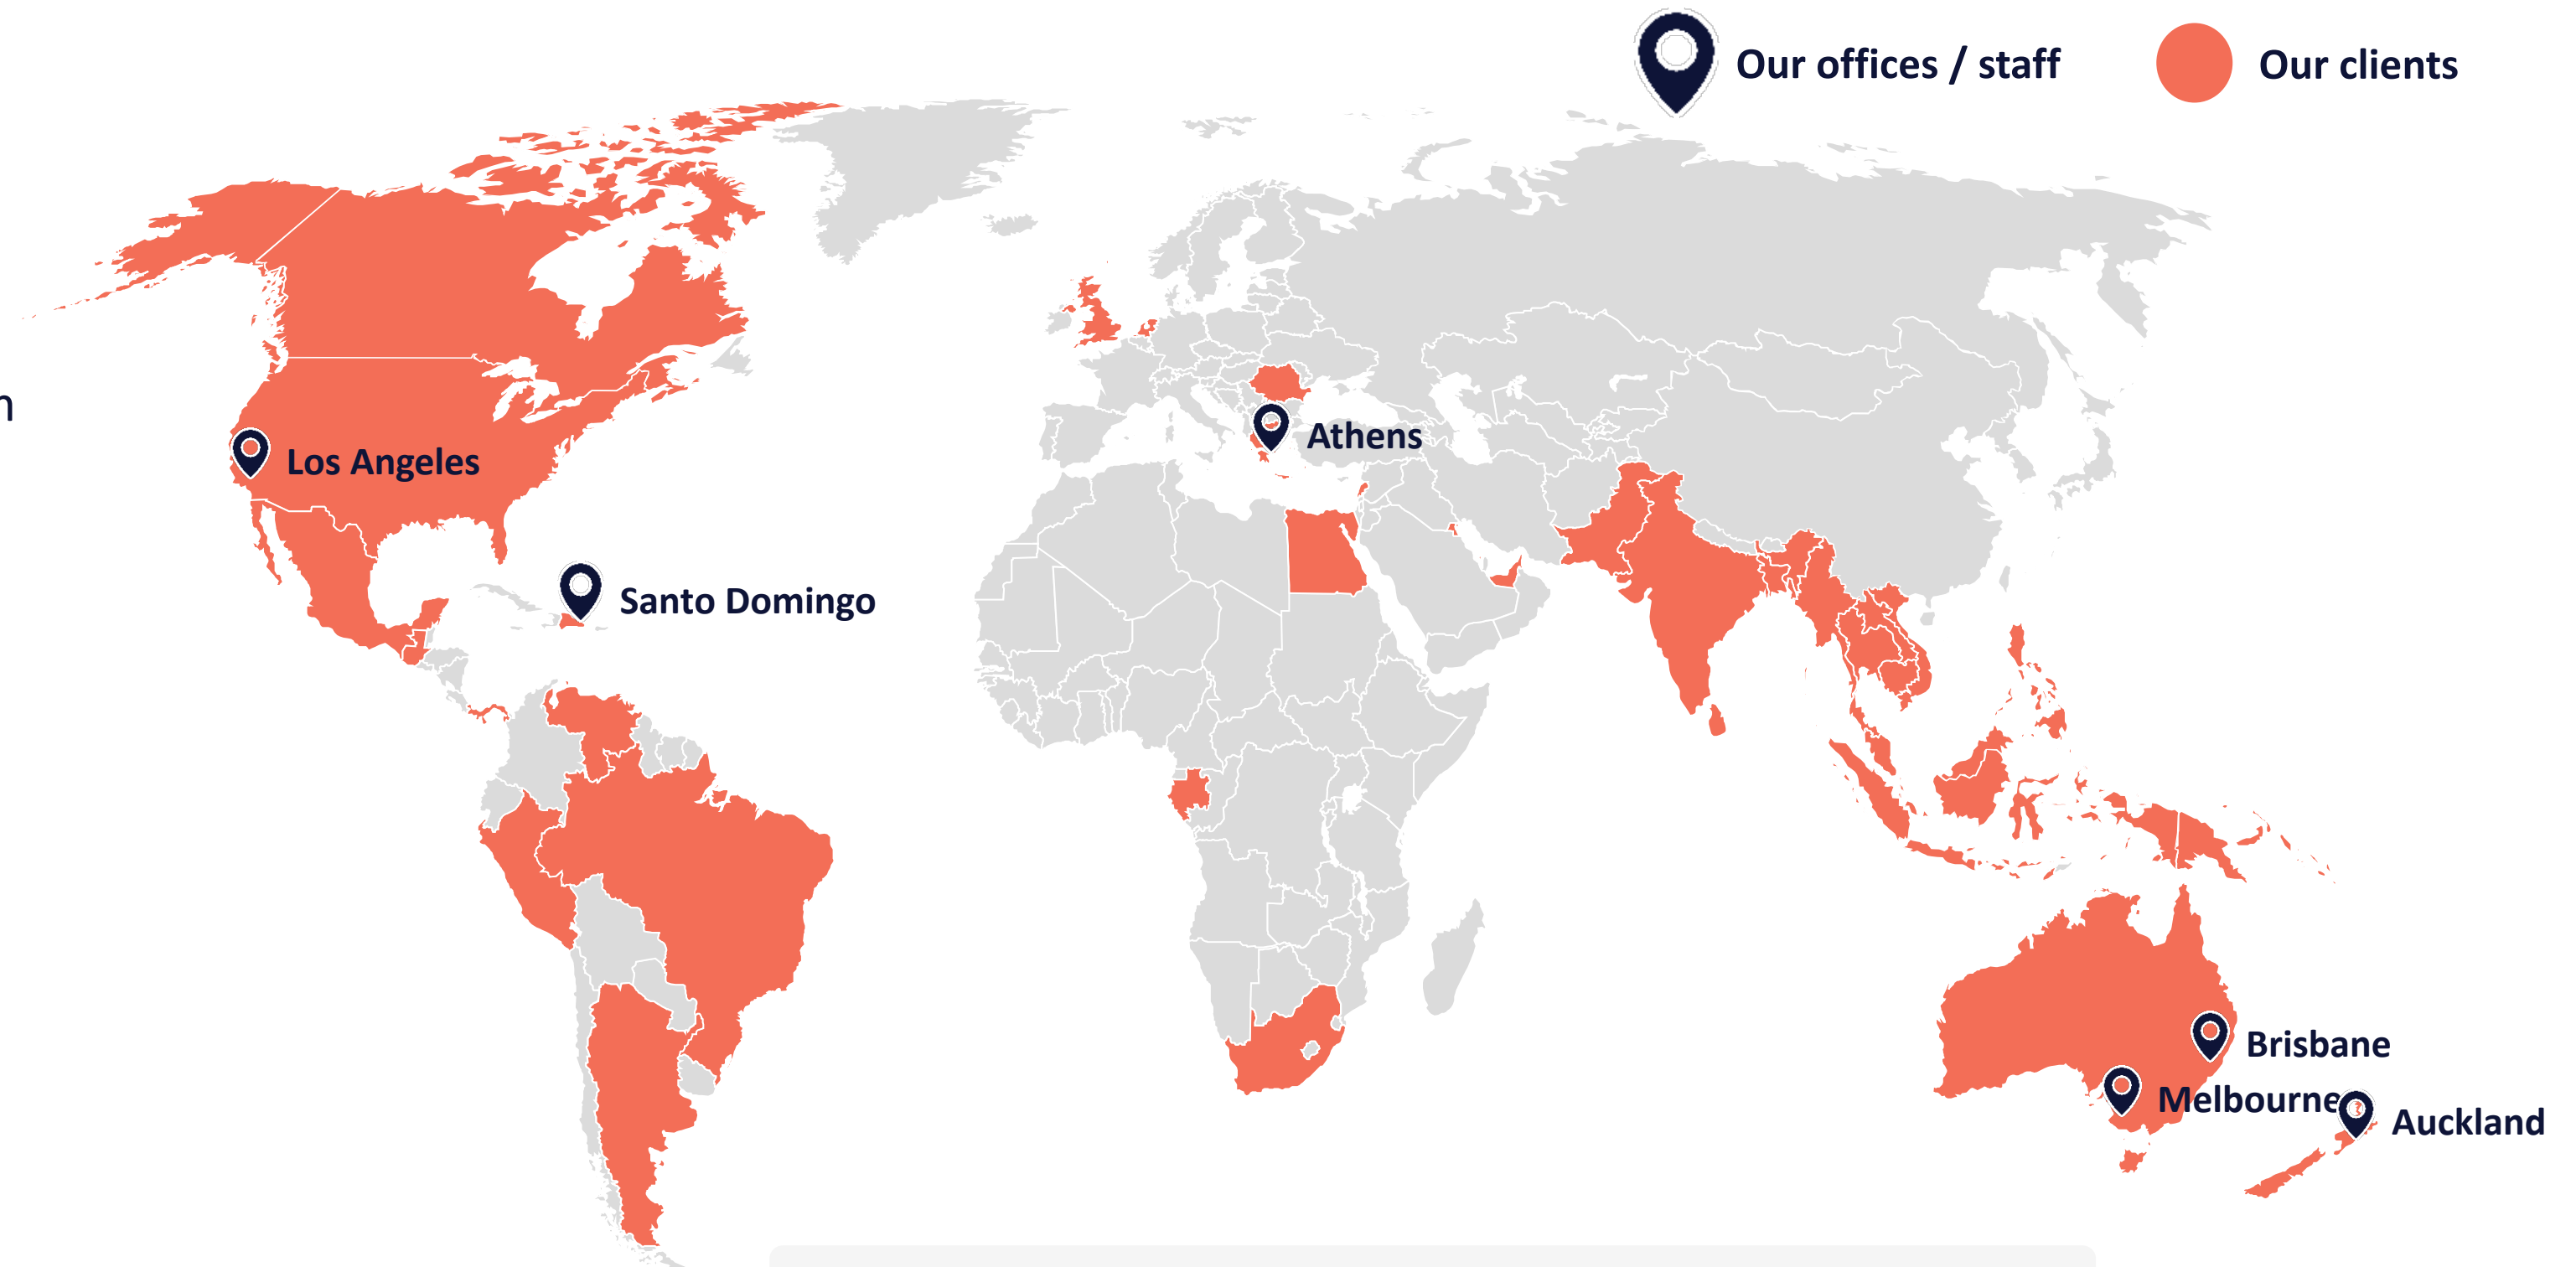 Our offices / staff
Our clients
n
Los Angeles
Athens
Santo Domingo
Brisbane
Melbourne
Auckland